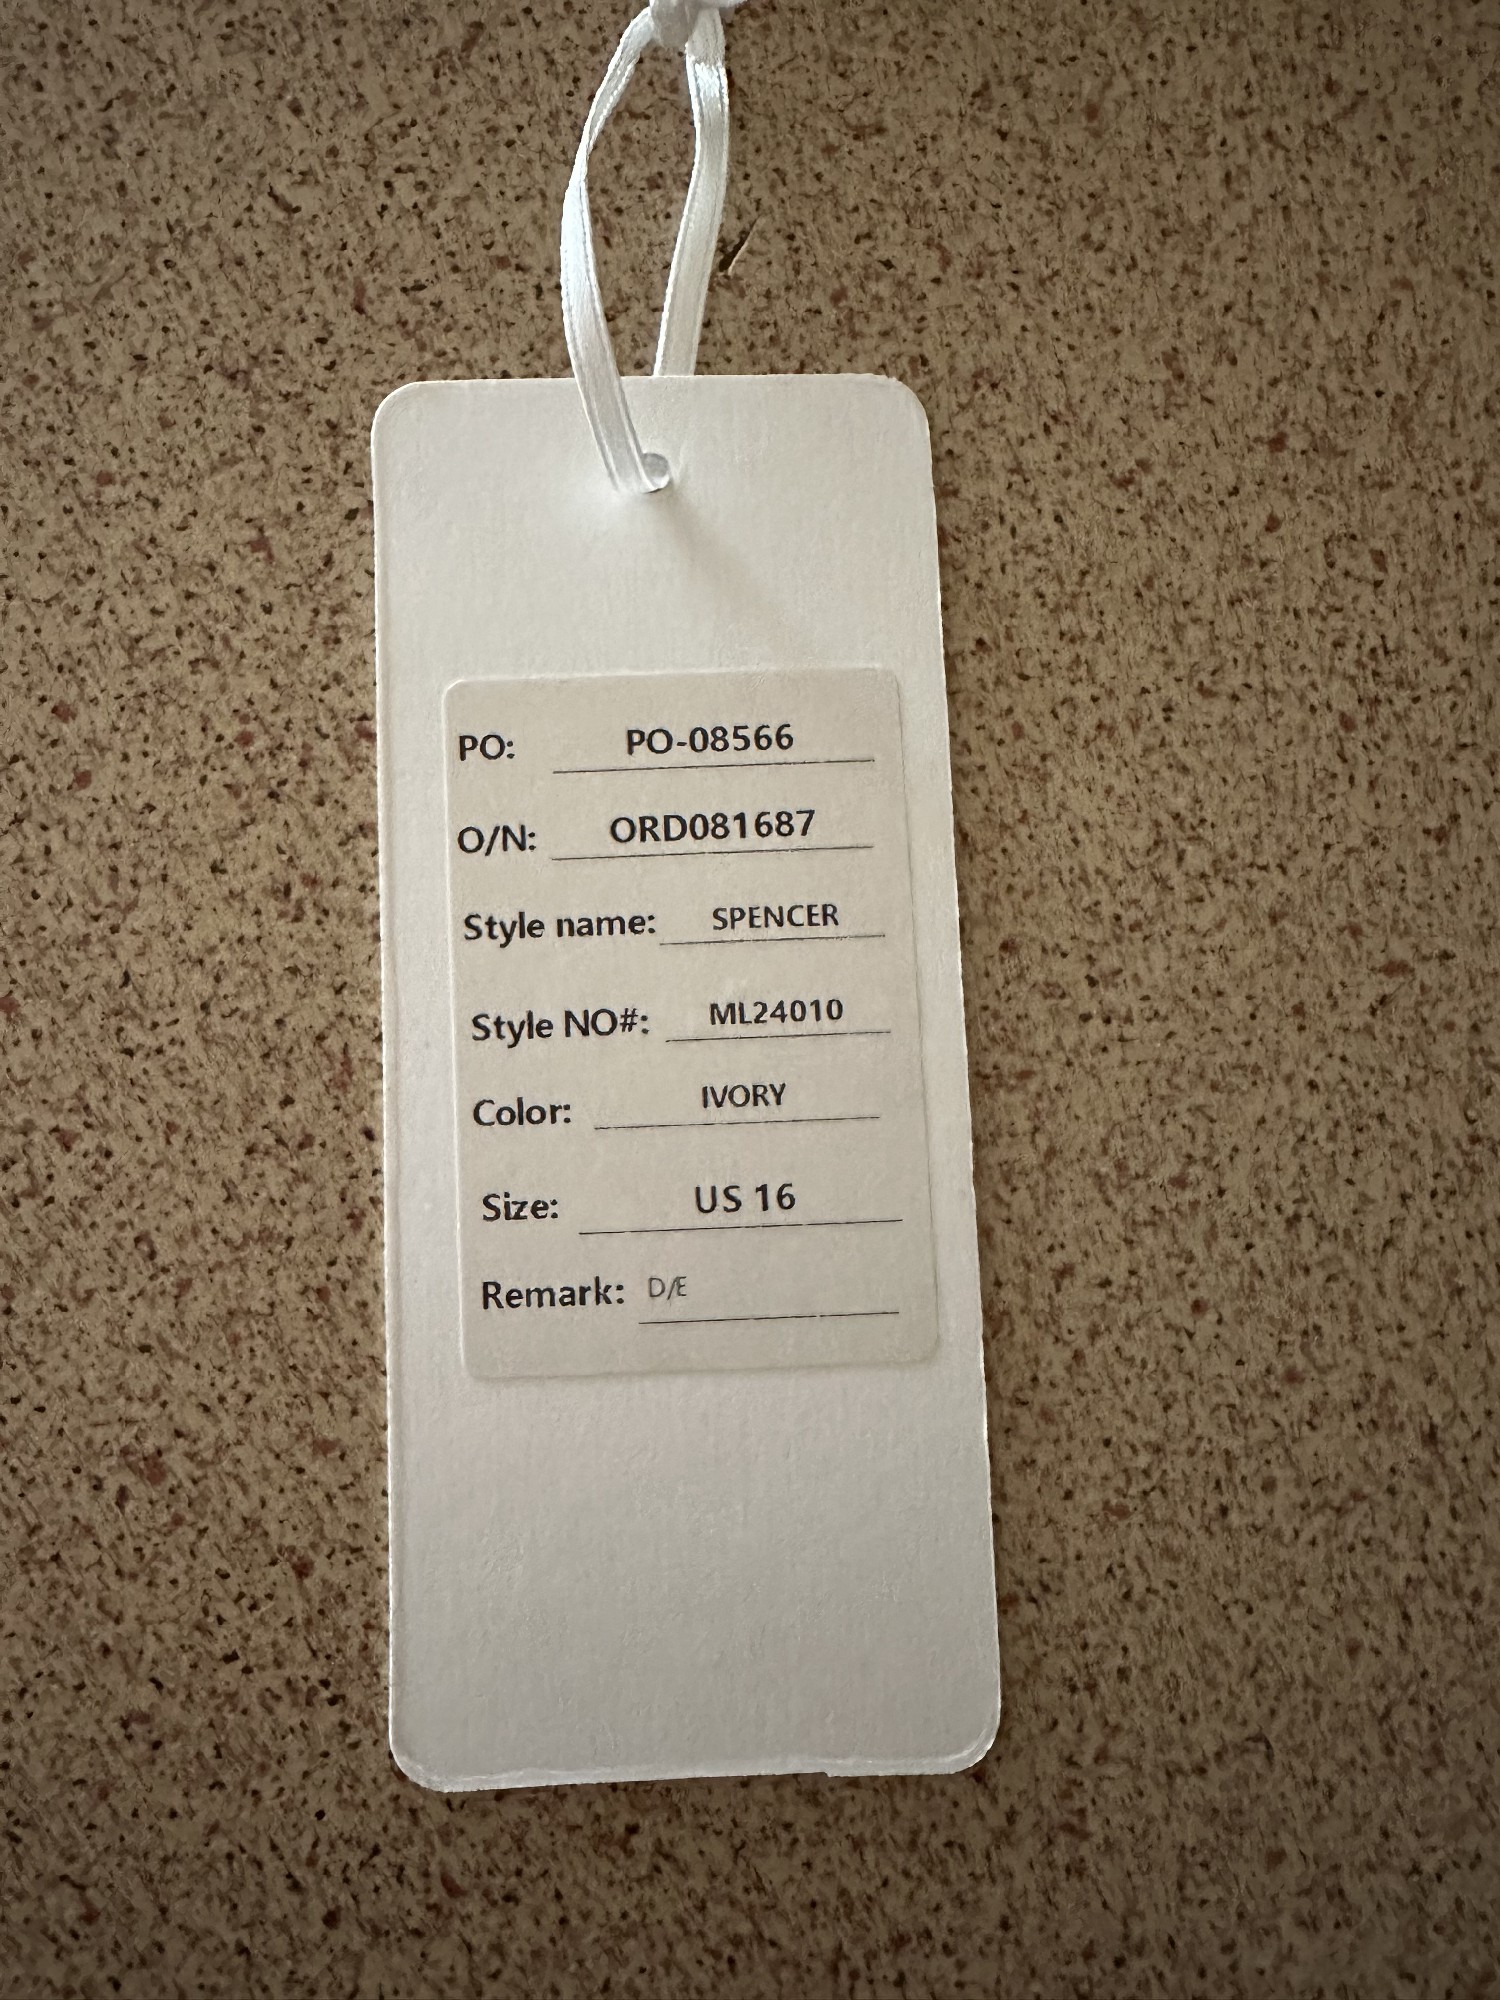 PO: PO-08566
O/N: ORD081687
Style name: SPENCER
Style NO#: ML24010
Color: IVORY
Size: US 16
Remark: D/E